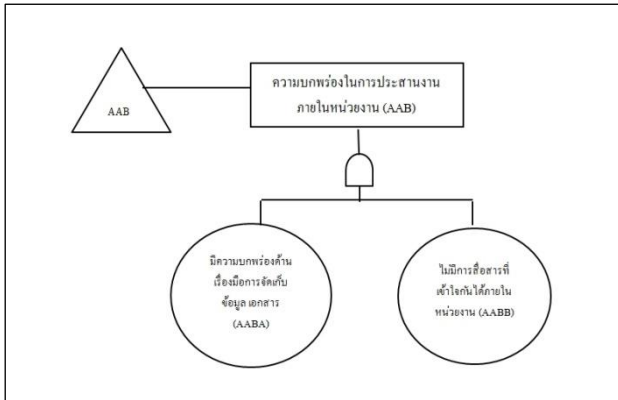 AAB
ความบกพร่องในการประสานงาน
ภายในหน่วยงาน (AAB)
มีความบกพร่องด้าน
เรื่องมือการจัดเก็บ
ข้อมูล เอกสาร
(AABA)
ไม่มีการสื่อสารที่
เข้าใจกันได้ภายใน
หน่วยงาน (AABB)